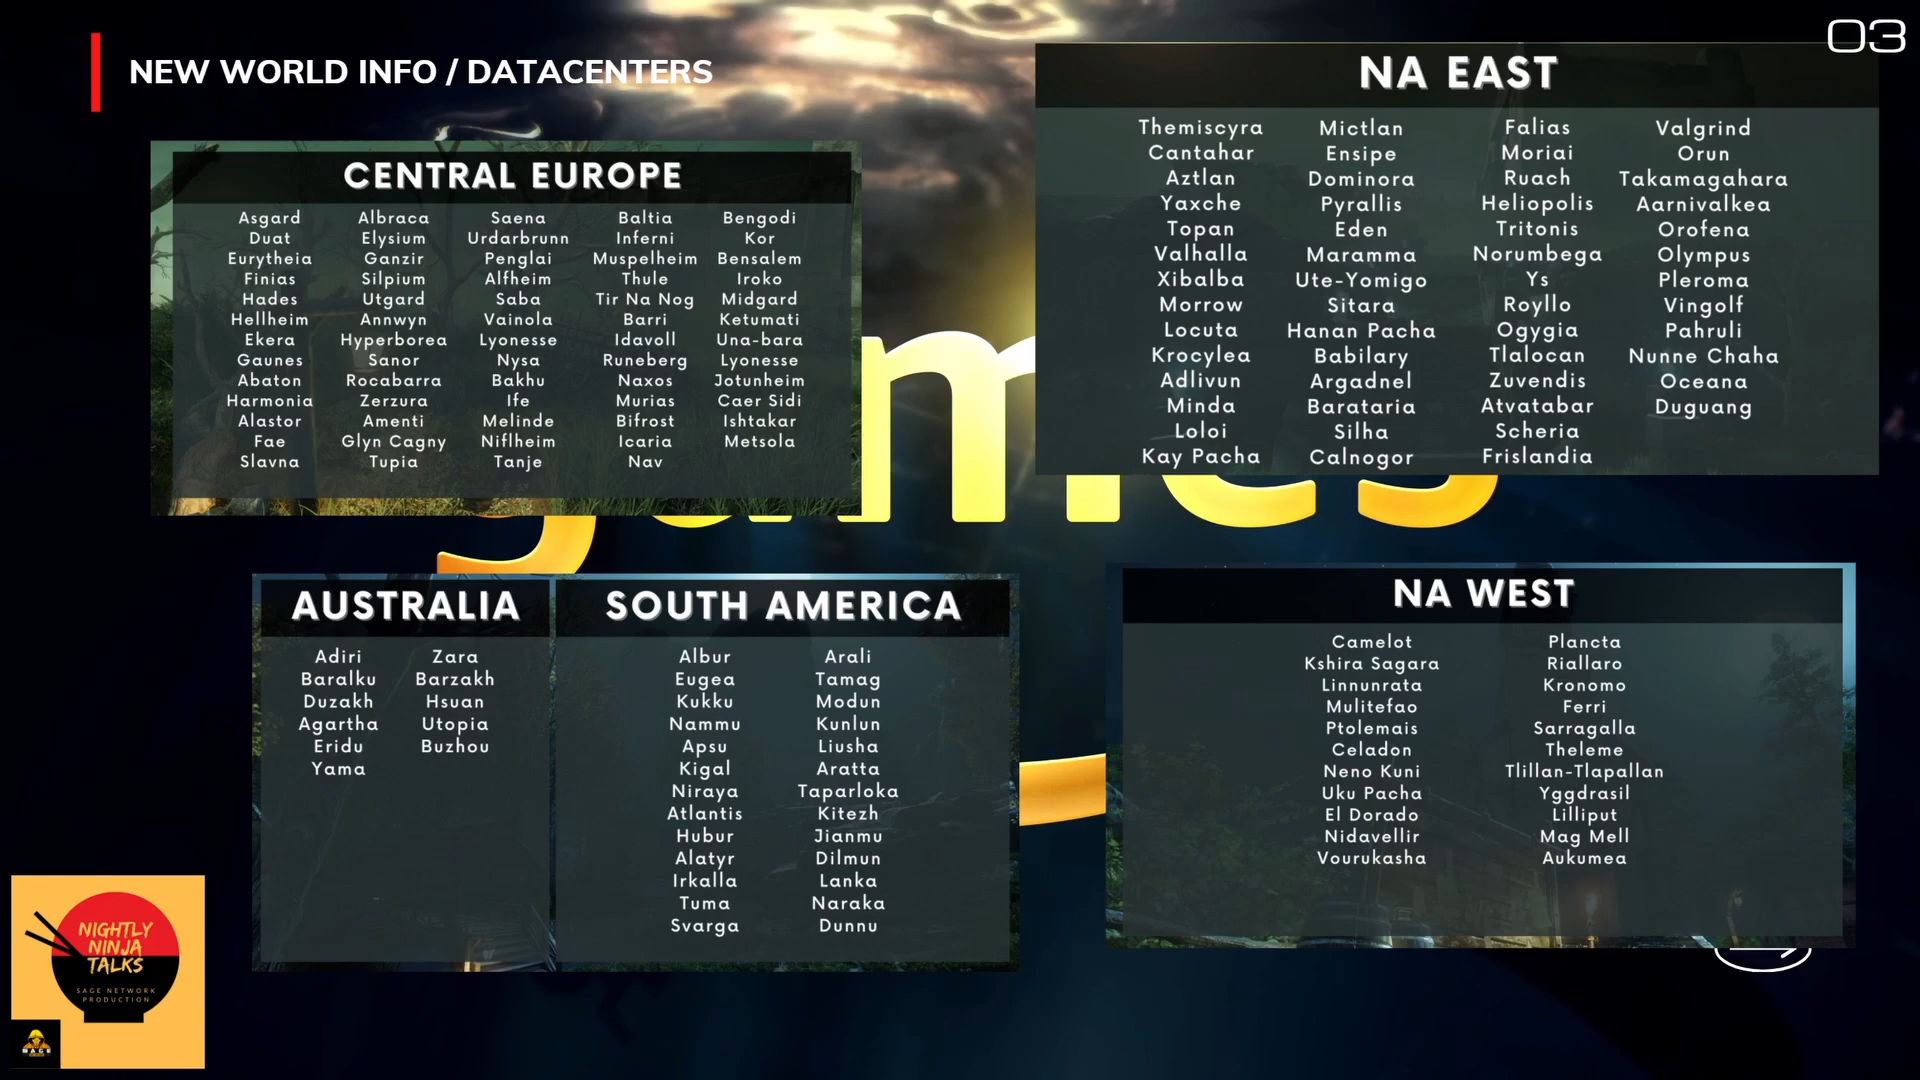 03
NEW WORLD INFO / DATACENTERS
CENTRAL EUROPE
Asgard Albraca Saena Baltia Bengodi
Duat Elysium Urdarbrunn Inferni Kor
Eurytheia Ganzir Penglai Muspelheim Bensalem
Finias Silpium Alfheim Thule Iroko
Hades Utgard Saba Tir Na Nog Midgard
Hellheim Annwyn Vainola Barri Ketumati
Ekera Hyperborea Lyonesse Idavoll Una-bara
Gaunes Sanor Nysa Runeberg Lyonesse
Abaton Rocabarra Bakhu Naxos Jotunheim
Harmonia Zerzura Ife Murias Caer Sidi
Alastor Amenti Melinde Bifrost Ishtakar
Fae Glyn Cagny Niflheim Icaria Metsola
Slavna Tupia Tanje Nav
NA EAST
Themiscyra Mictlan Falias Valgrind
Cantahar Ensipe Moriai Orun
Aztlan Dominora Ruach Takamagahara
Yaxche Pyrallis Heliopolis Aarnivalkea
Topan Eden Tritonis Orofena
Valhalla Maramma Norumbega Olympus
Xibalba Ute-Yomigo Ys Pleroma
Morrow Sitara Royllo Vingolf
Locuta Hanan Pacha Ogygia Pahruli
Krocylea Babilary Tlalocan Nunne Chaha
Adlivun Argadnel Zuvendis Oceana
Minda Barataria Atvatabar Duguang
Loloi Silha Scheria
Kay Pacha Calnogor Frislandia
AUSTRALIA
Adiri Zara
Baralku Barzakh
Duzakh Hsuan
Agartha Utopia
Eridu Buzhou
Yama
SOUTH AMERICA
Albur Arali
Eugea Tamag
Kukku Modun
Nammu Kunlun
Apsu Liusha
Kigal Aratta
Niraya Taparloka
Atlantis Kitezh
Hubur Jianmu
Alatyr Dilmun
Irkalla Lanka
Tuma Naraka
Svarga Dunnu
NA WEST
Camelot Plancta
Kshira Sagara Riallaro
Linnunrata Kronomo
Mulitefao Ferri
Ptolemais Sarragalla
Celadon Theleme
Neno Kuni Tlillan-Tlapallan
Uku Pacha Yggdrasil
El Dorado Lilliput
Nidavellir Mag Mell
Vourukasha Aukumea
NIGHTLY
NINJA
TALKS
SAGE NETWORK
PRODUCTION
SAGE